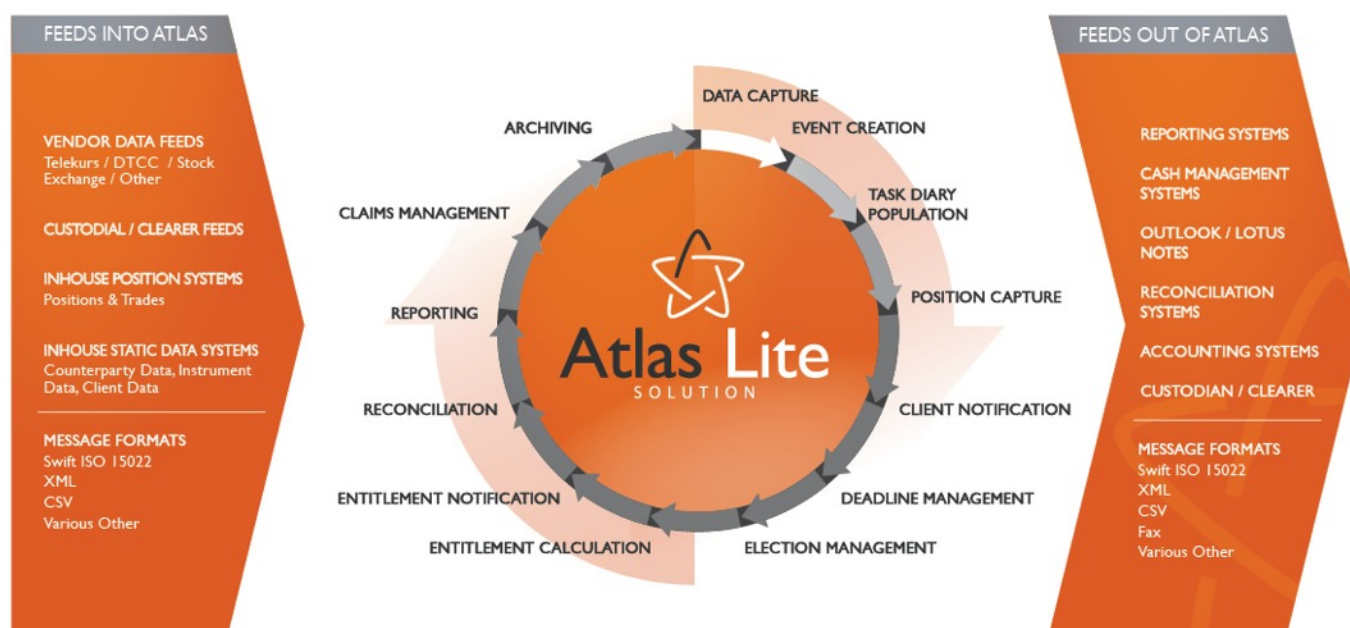 FEEDS INTO ATLAS
VENDOR DATA FEEDS
Telekurs / DTCC / Stock
Exchange / Other
CUSTODIAL / CLEARER FEEDS
INHOUSE POSITION SYSTEMS
Positions & Trades
INHOUSE STATIC DATA SYSTEMS
Counterparty Data, Instrument
Data, Client Data
MESSAGE FORMATS
Swift ISO 15022
XML
CSV
Various Other
DATA CAPTURE
EVENT CREATION
TASK DIARY
POPULATION
POSITION CAPTURE
CLIENT NOTIFICATION
DEADLINE MANAGEMENT
ELECTION MANAGEMENT
ENTITLEMENT CALCULATION
ENTITLEMENT NOTIFICATION
RECONCILIATION
REPORTING
CLAIMS MANAGEMENT
ARCHIVING
Atlas Lite
SOLUTION
FEEDS OUT OF ATLAS
REPORTING SYSTEMS
CASH MANAGEMENT
SYSTEMS
OUTLOOK / LOTUS
NOTES
RECONCILIATION
SYSTEMS
ACCOUNTING SYSTEMS
CUSTODIAN / CLEARER
MESSAGE FORMATS
Swift ISO 15022
XML
CSV
Fax
Various Other